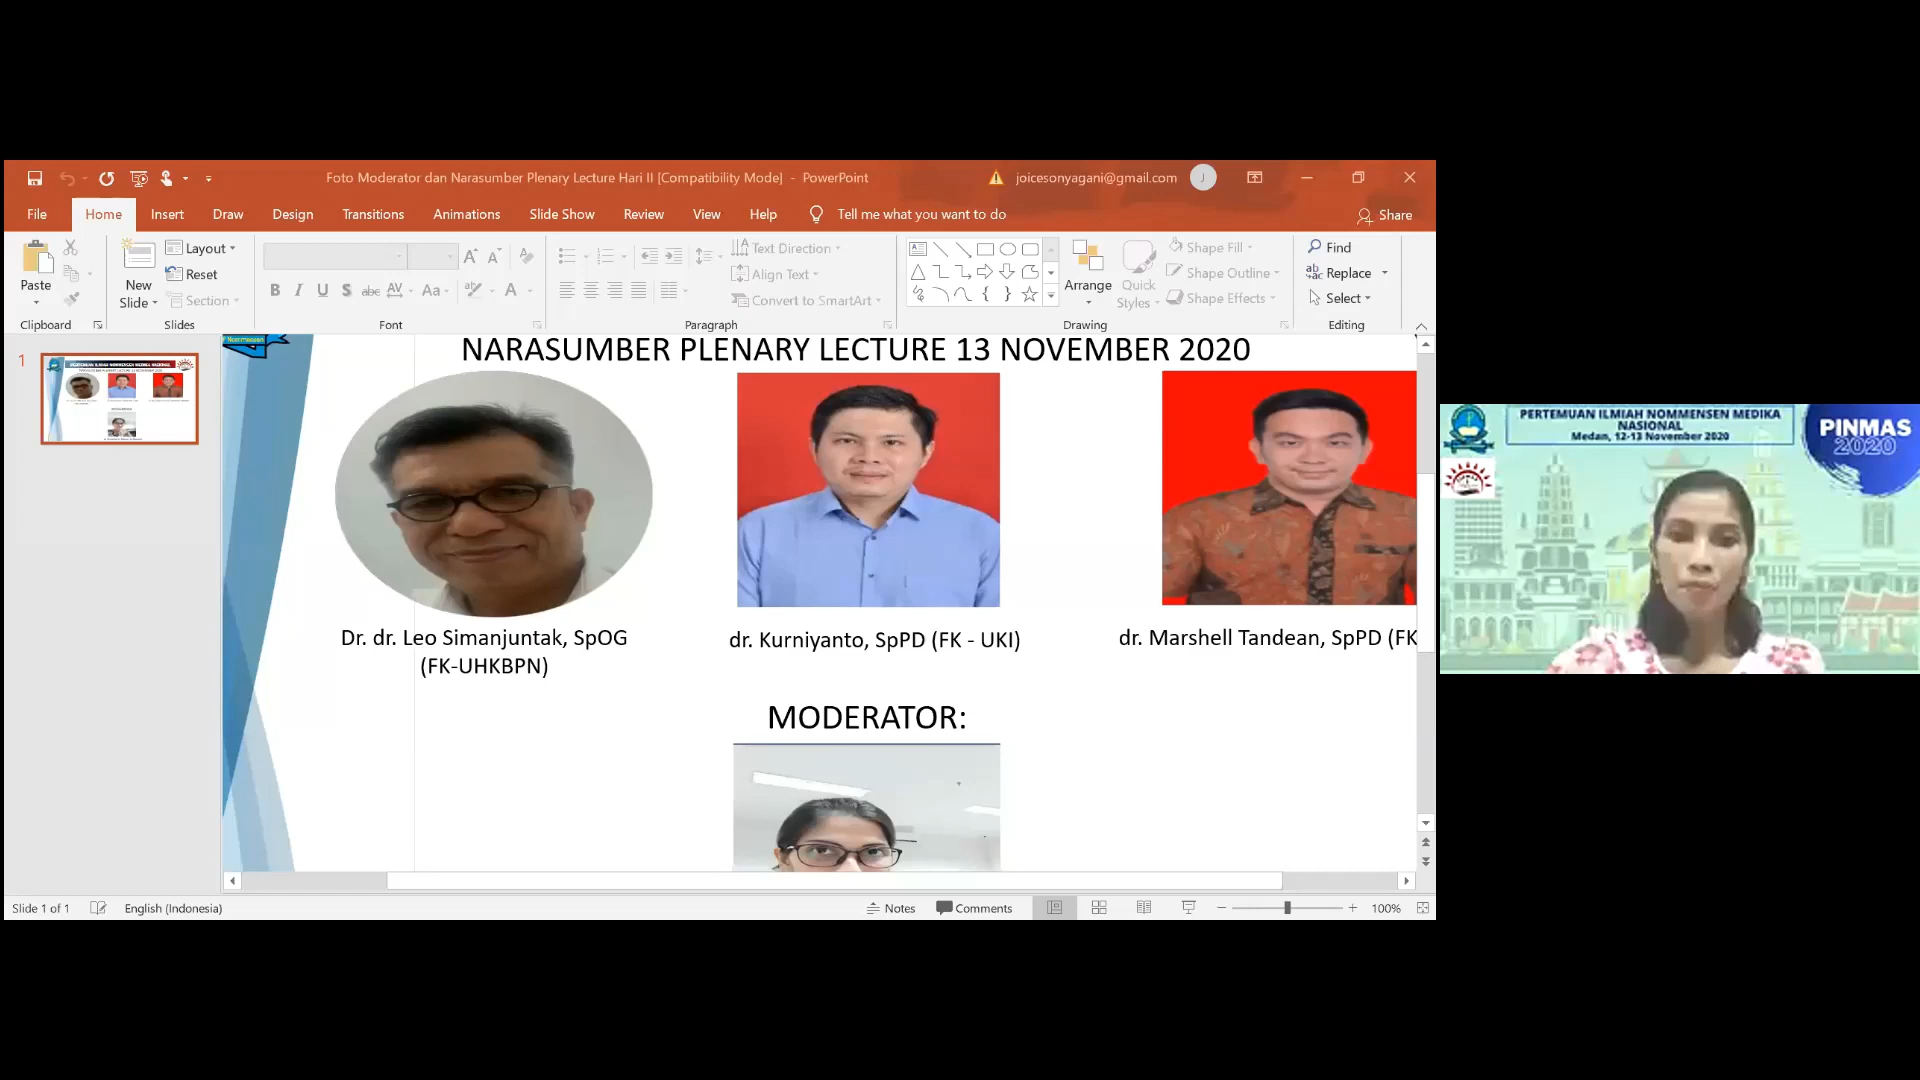 Foto Moderator dan Narasumber Plenary Lecture Hari II [Compatibility Mode] - PowerPoint
joicesonyagani@gmail.com
J
File Home Insert Draw Design Transitions Animations Slide Show Review View Help Tell me what you want to do
Share
Paste
Clipboard
New Slide
Layout
Reset
Section
Slides
B I U S abc AV Aa A
Font
Text Direction
Align Text
Convert to SmartArt
Paragraph
Arrange
Quick Styles
Shape Fill
Shape Outline
Shape Effects
Drawing
Find
Replace
Select
Editing
1
NARASUMBER PLENARY LECTURE 13 NOVEMBER 2020
Dr. dr. Leo Simanjuntak, SpOG
(FK-UHKBPN)
dr. Kurniyanto, SpPD (FK - UKI)
dr. Marshell Tandean, SpPD (FK
MODERATOR:
PERTEMUAN ILMIAH NOMMENSEN MEDIKA
NASIONAL
Medan, 12-13 November 2020
PINMAS
2020
Slide 1 of 1
English (Indonesia)
Notes
Comments
100%